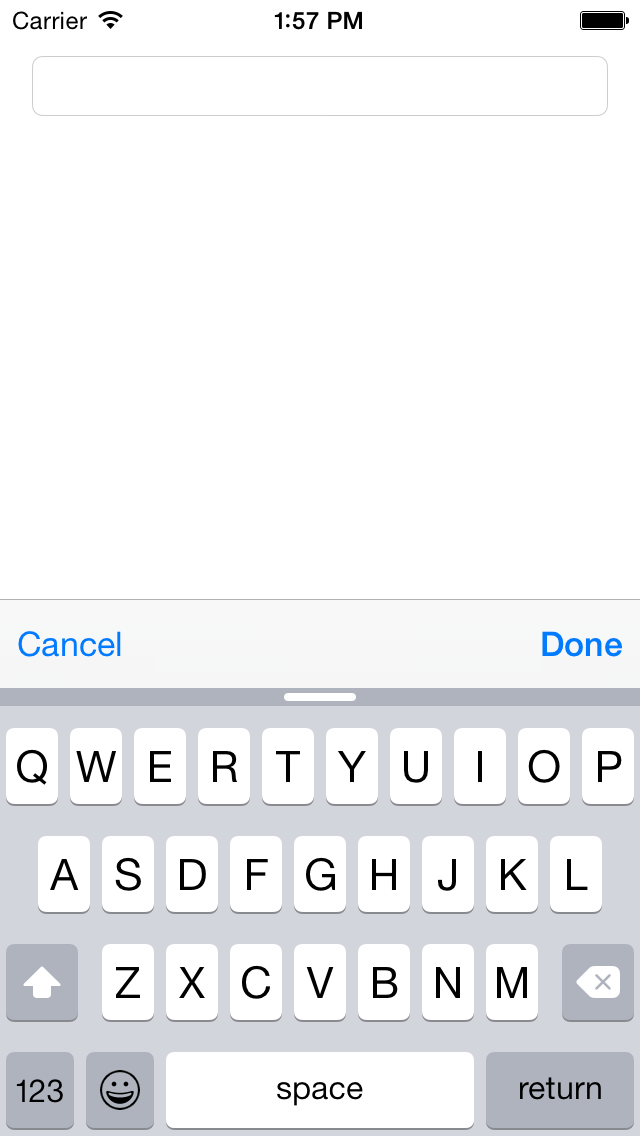 Carrier 1:57 PM
Cancel Done
Q W E R T Y U I O P
A S D F G H J K L
Z X C V B N M
123 space return